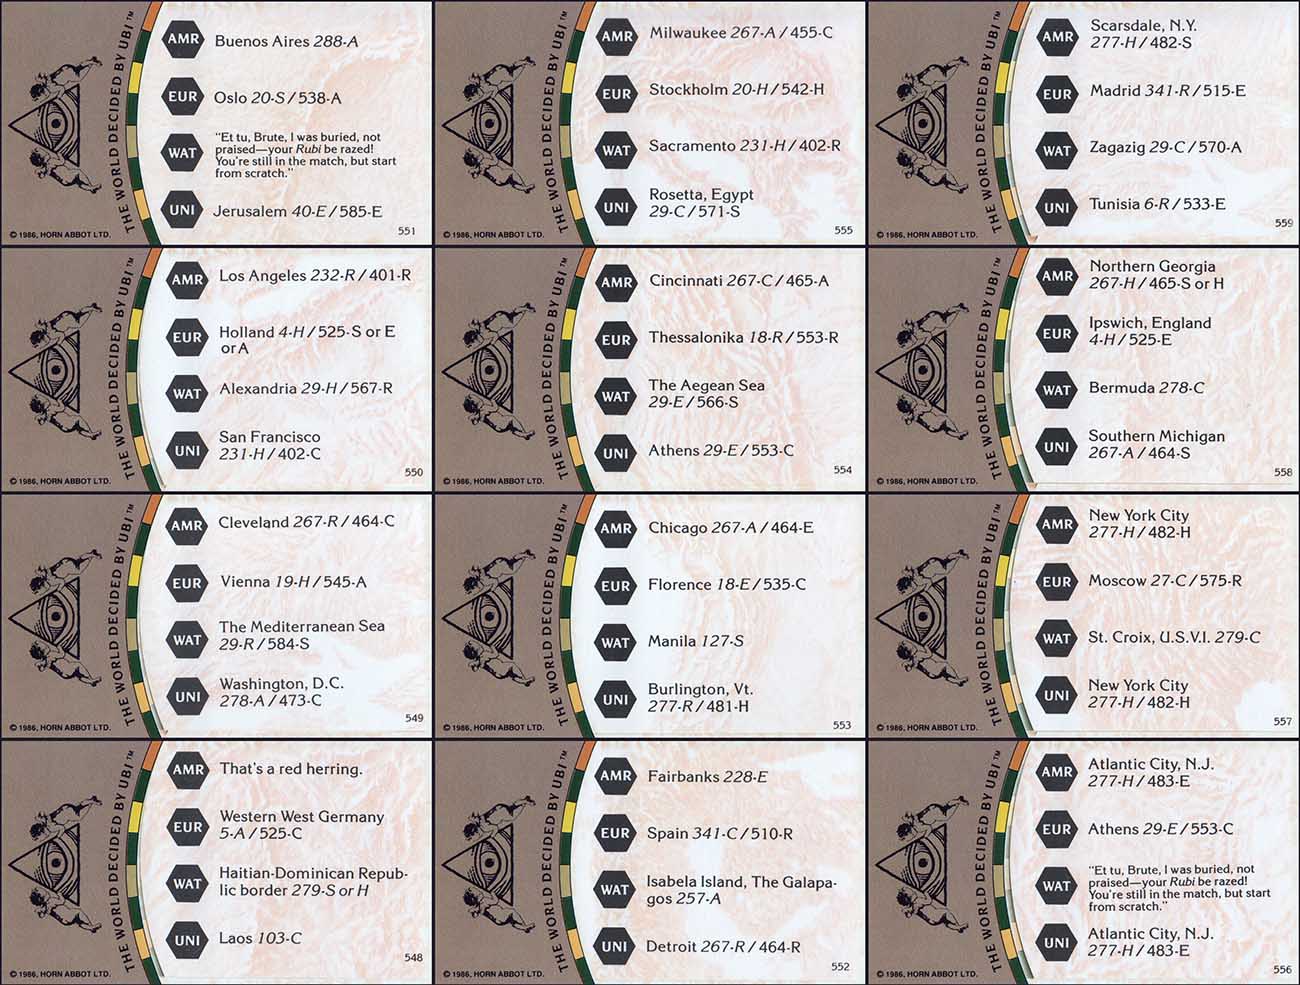 THE WORLD DECIDED BY UBI™
AMR Buenos Aires 288-A
EUR Oslo 20-S / 538-A
WAT "Et tu, Brute, I was buried, not
praised—your Rubi be razed!
You're still in the match, but start
from scratch."
UNI Jerusalem 40-E / 585-E
551
© 1986, HORN ABBOT LTD.
THE WORLD DECIDED BY UBI™
AMR Milwaukee 267-A / 455-C
EUR Stockholm 20-H / 542-H
WAT Sacramento 231-H / 402-R
UNI Rosetta, Egypt
29-C / 571-S
555
© 1986, HORN ABBOT LTD.
THE WORLD DECIDED BY UBI™
AMR Scarsdale, N.Y.
277-H / 482-S
EUR Madrid 341-R / 515-E
WAT Zagazig 29-C / 570-A
UNI Tunisia 6-R / 533-E
559
© 1986, HORN ABBOT LTD.
THE WORLD DECIDED BY UBI™
AMR Los Angeles 232-R / 401-R
EUR Holland 4-H / 525-S or E
or A
WAT Alexandria 29-H / 567-R
UNI San Francisco
231-H / 402-C
550
© 1986, HORN ABBOT LTD.
THE WORLD DECIDED BY UBI™
AMR Cincinnati 267-C / 465-A
EUR Thessalonika 18-R / 553-R
WAT The Aegean Sea
29-E / 566-S
UNI Athens 29-E / 553-C
554
© 1986, HORN ABBOT LTD.
THE WORLD DECIDED BY UBI™
AMR Northern Georgia
267-H / 465-S or H
EUR Ipswich, England
4-H / 525-E
WAT Bermuda 278-C
UNI Southern Michigan
267-A / 464-S
558
© 1986, HORN ABBOT LTD.
THE WORLD DECIDED BY UBI™
AMR Cleveland 267-R / 464-C
EUR Vienna 19-H / 545-A
WAT The Mediterranean Sea
29-R / 584-S
UNI Washington, D.C.
278-A / 473-C
549
© 1986, HORN ABBOT LTD.
THE WORLD DECIDED BY UBI™
AMR Chicago 267-A / 464-E
EUR Florence 18-E / 535-C
WAT Manila 127-S
UNI Burlington, Vt.
277-R / 481-H
553
© 1986, HORN ABBOT LTD.
THE WORLD DECIDED BY UBI™
AMR New York City
277-H / 482-H
EUR Moscow 27-C / 575-R
WAT St. Croix, U.S.V.I. 279-C
UNI New York City
277-H / 482-H
557
© 1986, HORN ABBOT LTD.
THE WORLD DECIDED BY UBI™
AMR That's a red herring.
EUR Western West Germany
5-A / 525-C
WAT Haitian-Dominican Repub-
lic border 279-S or H
UNI Laos 103-C
548
© 1986, HORN ABBOT LTD.
THE WORLD DECIDED BY UBI™
AMR Fairbanks 228-E
EUR Spain 341-C / 510-R
WAT Isabela Island, The Galapa-
gos 257-A
UNI Detroit 267-R / 464-R
552
© 1986, HORN ABBOT LTD.
THE WORLD DECIDED BY UBI™
AMR Atlantic City, N.J.
277-H / 483-E
EUR Athens 29-E / 553-C
WAT "Et tu, Brute, I was buried, not
praised—your Rubi be razed!
You're still in the match, but start
from scratch."
UNI Atlantic City, N.J.
277-H / 483-E
556
© 1986, HORN ABBOT LTD.